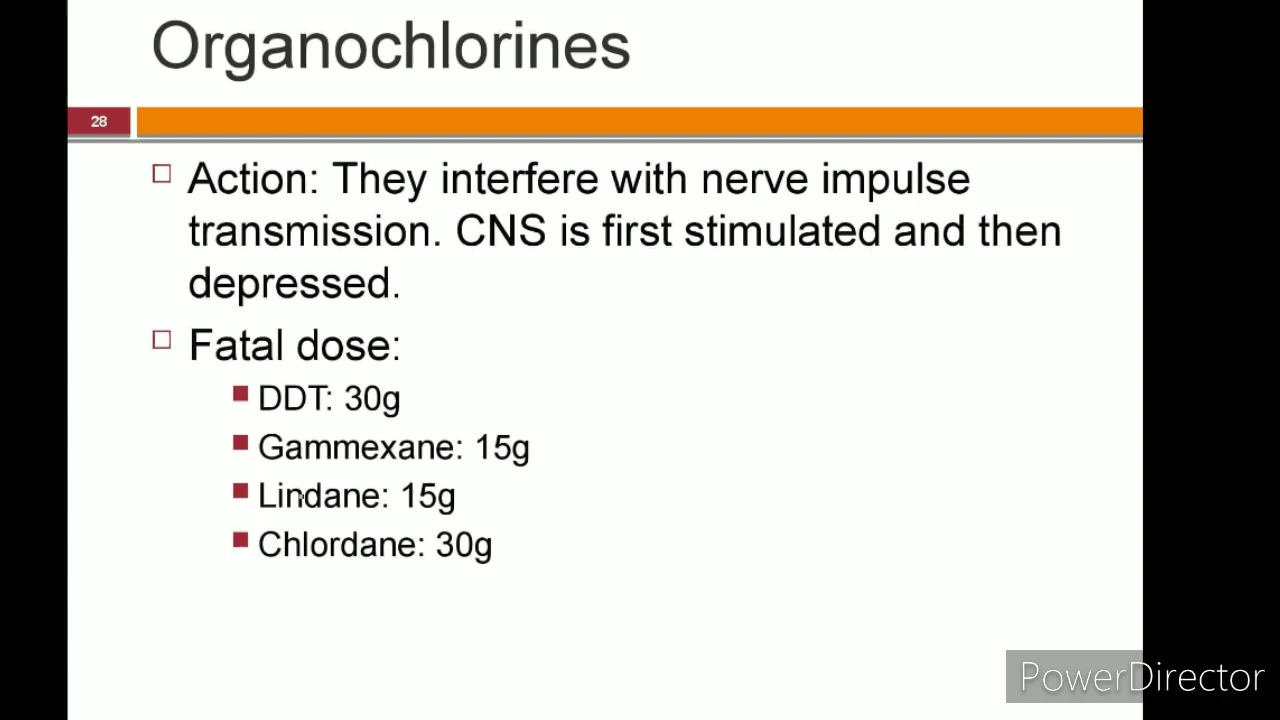 Organochlorines
28
Action: They interfere with nerve impulse
transmission. CNS is first stimulated and then
depressed.
Fatal dose:
DDT: 30g
Gammexane: 15g
Lindane: 15g
Chlordane: 30g
PowerDirector